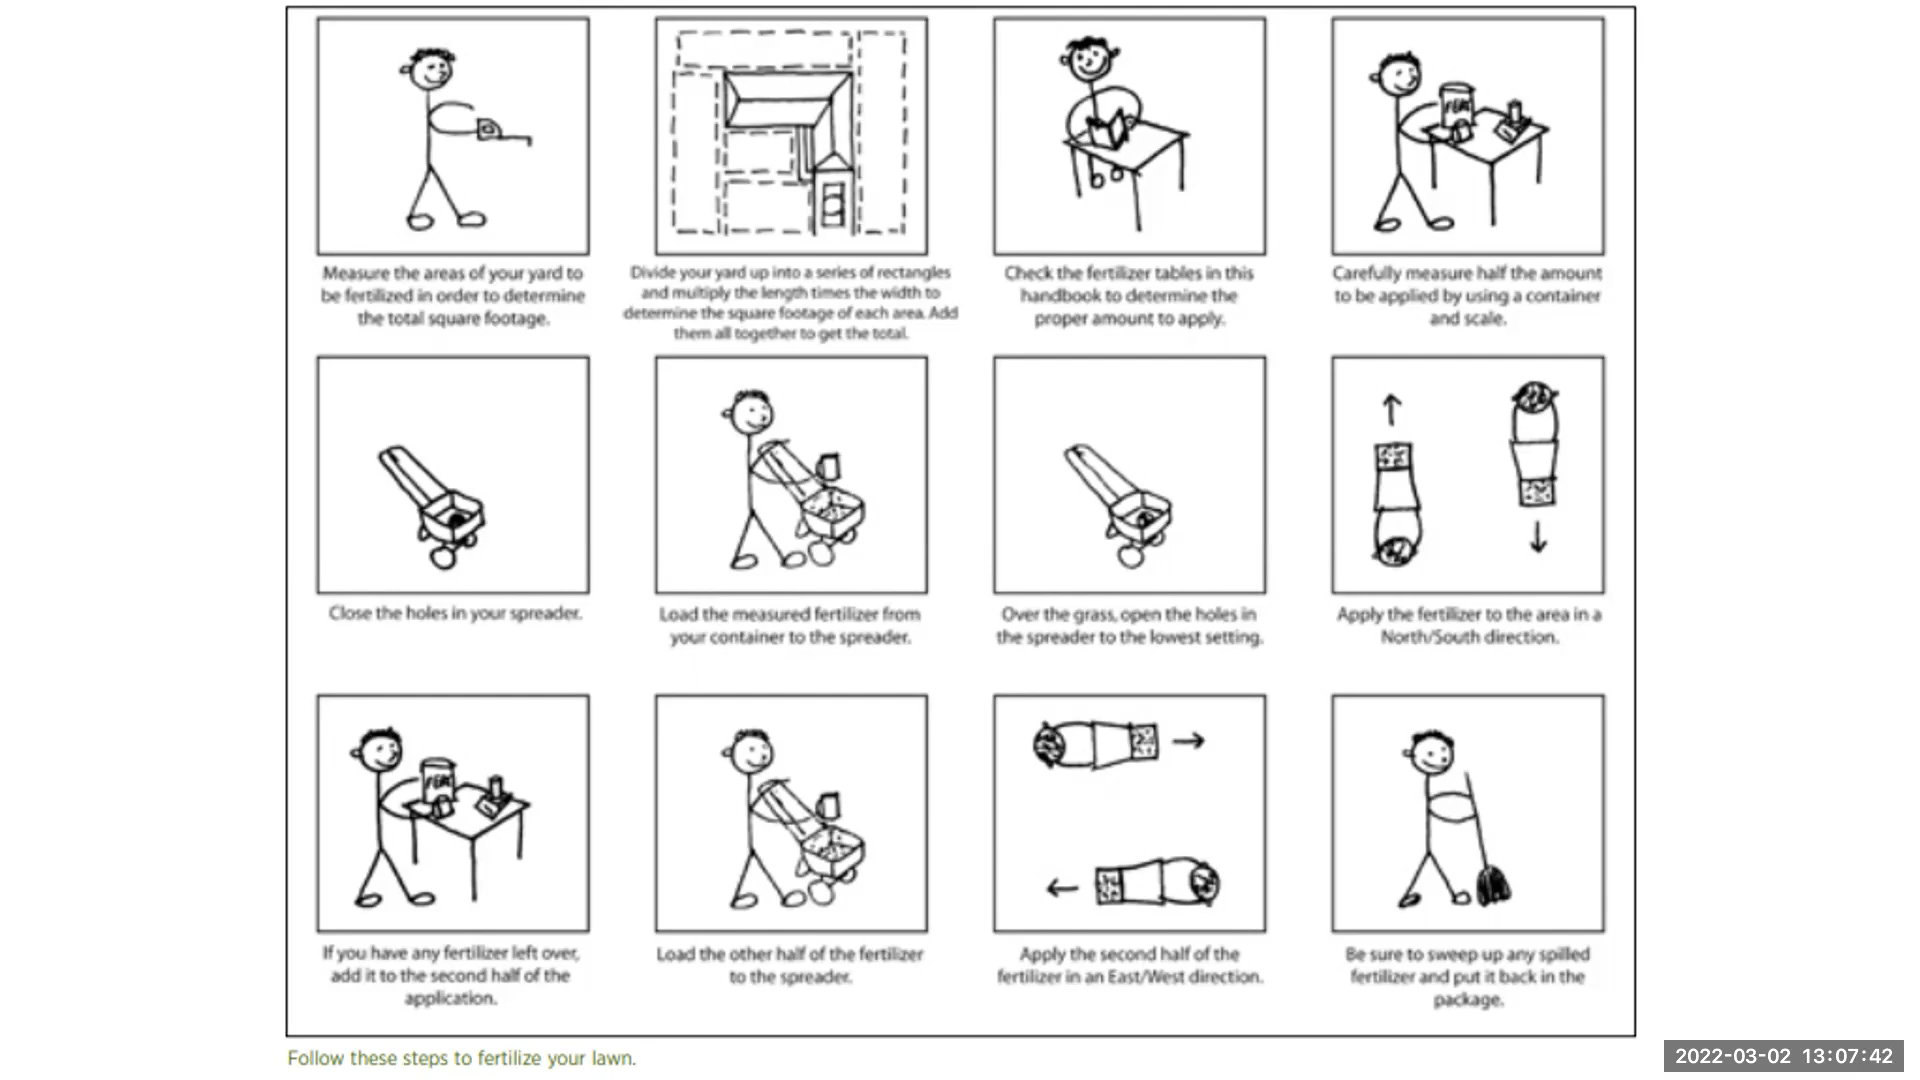 Measure the areas of your yard to
be fertilized in order to determine
the total square footage.
Divide your yard up into a series of rectangles
and multiply the length times the width to
determine the square footage of each area. Add
them all together to get the total.
Check the fertilizer tables in this
handbook to determine the
proper amount to apply.
FERT
Carefully measure half the amount
to be applied by using a container
and scale.
Close the holes in your spreader.
Load the measured fertilizer from
your container to the spreader.
Over the grass, open the holes in
the spreader to the lowest setting.
Apply the fertilizer to the area in a
North/South direction.
FERT
If you have any fertilizer left over,
add it to the second half of the
application.
Load the other half of the fertilizer
to the spreader.
Apply the second half of the
fertilizer in an East/West direction.
Be sure to sweep up any spilled
fertilizer and put it back in the
package.
Follow these steps to fertilize your lawn.
2022-03-02 13:07:42